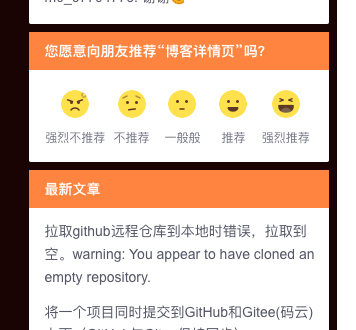 您愿意向朋友推荐“博客详情页”吗?
强烈不推荐 不推荐 一般般 推荐 强烈推荐
最新文章
拉取github远程仓库到本地时错误，拉取到
空。warning: You appear to have cloned an
empty repository.
将一个项目同时提交到GitHub和Gitee(码云)